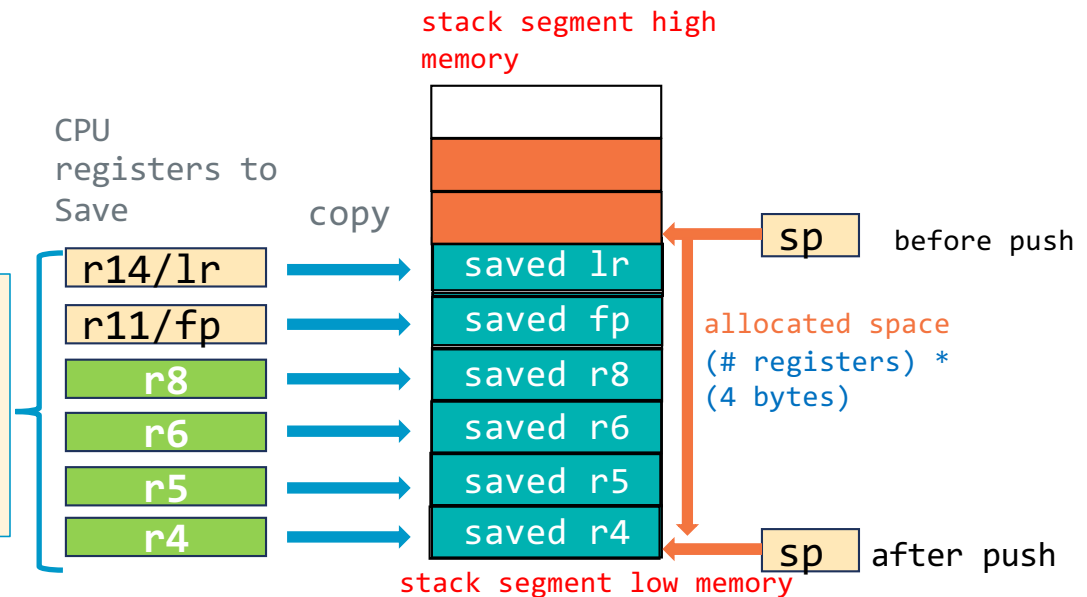 stack segment high
memory
CPU
registers to
Save
copy
r14/lr
r11/fp
r8
r6
r5
r4
saved lr
saved fp
saved r8
saved r6
saved r5
saved r4
sp
before push
allocated space
(# registers) *
(4 bytes)
sp
after push
stack segment low memory